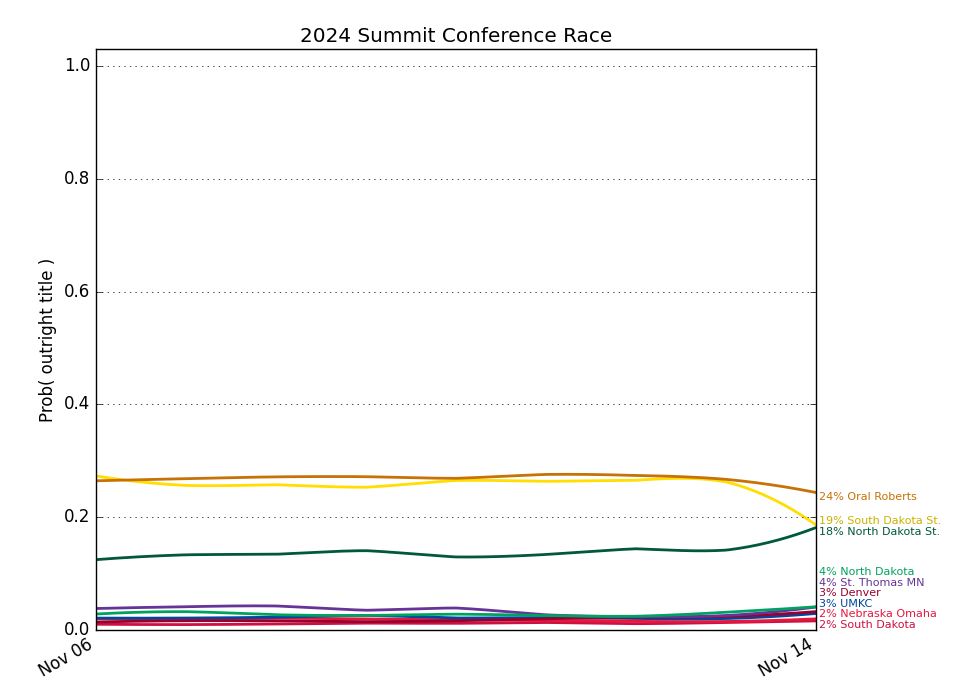 2024 Summit Conference Race
Prob( outright title )
1.0
0.8
0.6
0.4
0.2
0.0
Nov 06
Nov 14
24% Oral Roberts
19% South Dakota St.
18% North Dakota St.
4% North Dakota
4% St. Thomas MN
3% Denver
3% UMKC
2% Nebraska Omaha
2% South Dakota